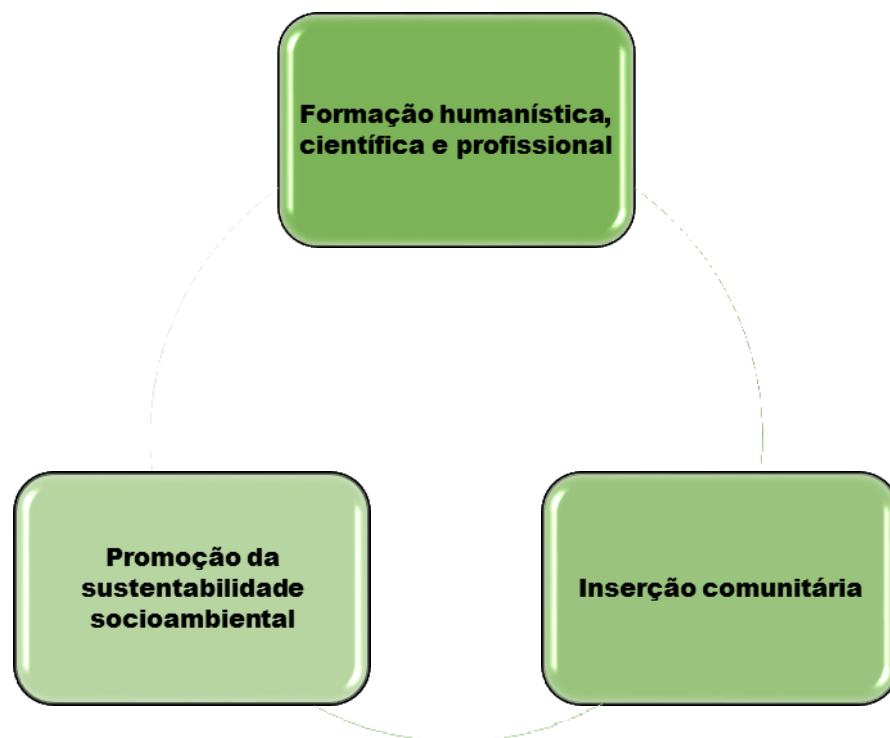 Formação humanística,
científica e profissional
Promoção da
sustentabilidade
socioambiental
Inserção comunitária